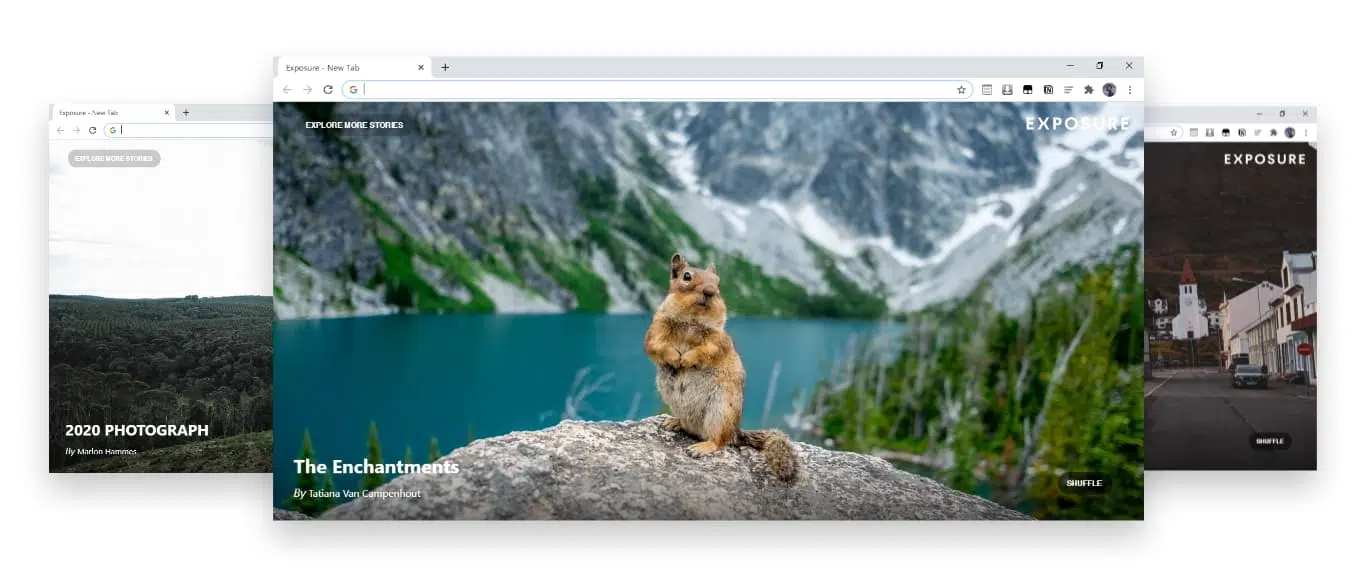 Exposure - New Tab
EXPLORE MORE STORIES
2020 PHOTOGRAPH
By Marlon Hammes
Exposure - New Tab
EXPLORE MORE STORIES
EXPOSURE
The Enchantments
By Tatiana Van Campenhout
SHUFFLE
EXPOSURE
SHUFFLE